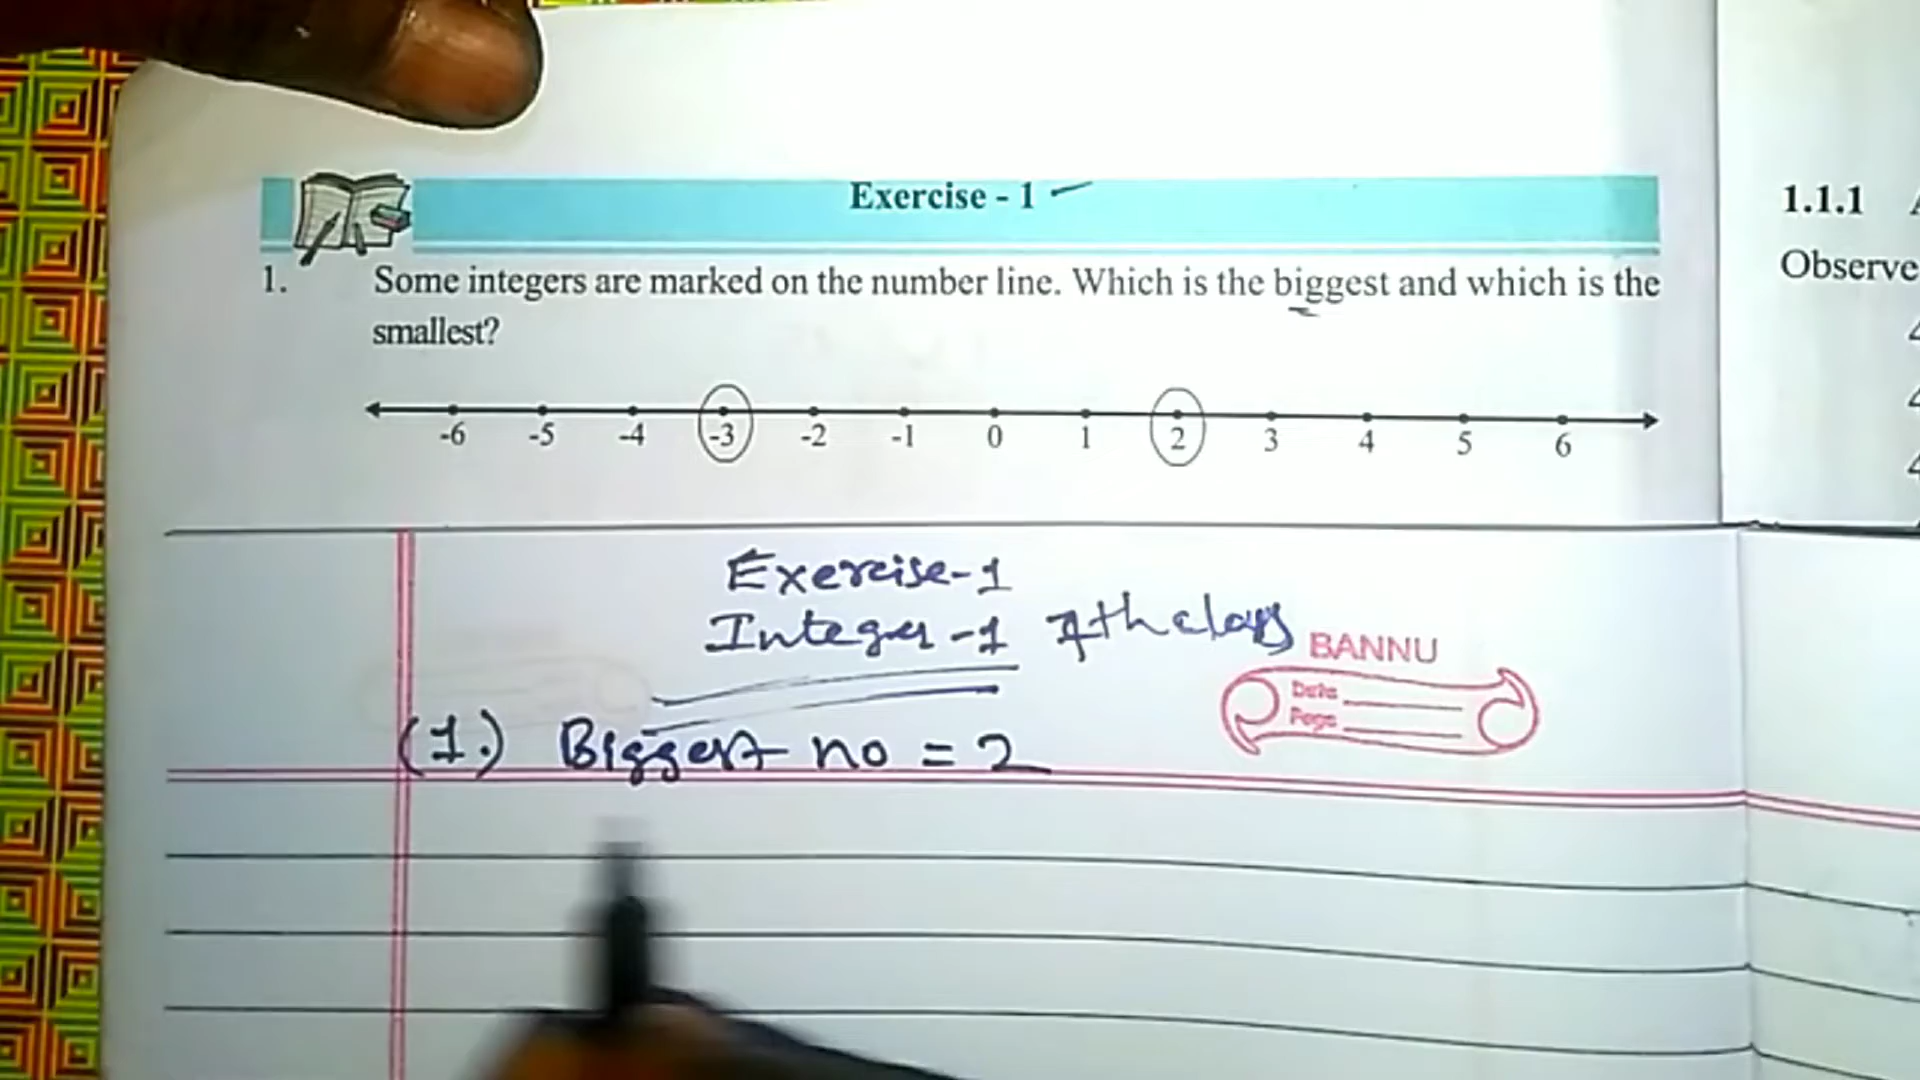 Exercise - 1
1. Some integers are marked on the number line. Which is the biggest and which is the
smallest?
-6 -5 -4 -3 -2 -1 0 1 2 3 4 5 6
1.1.1
Observe
Exercise-1
Integer-1 7th class
BANNU
Date
Page
(1.) Biggest no = 2